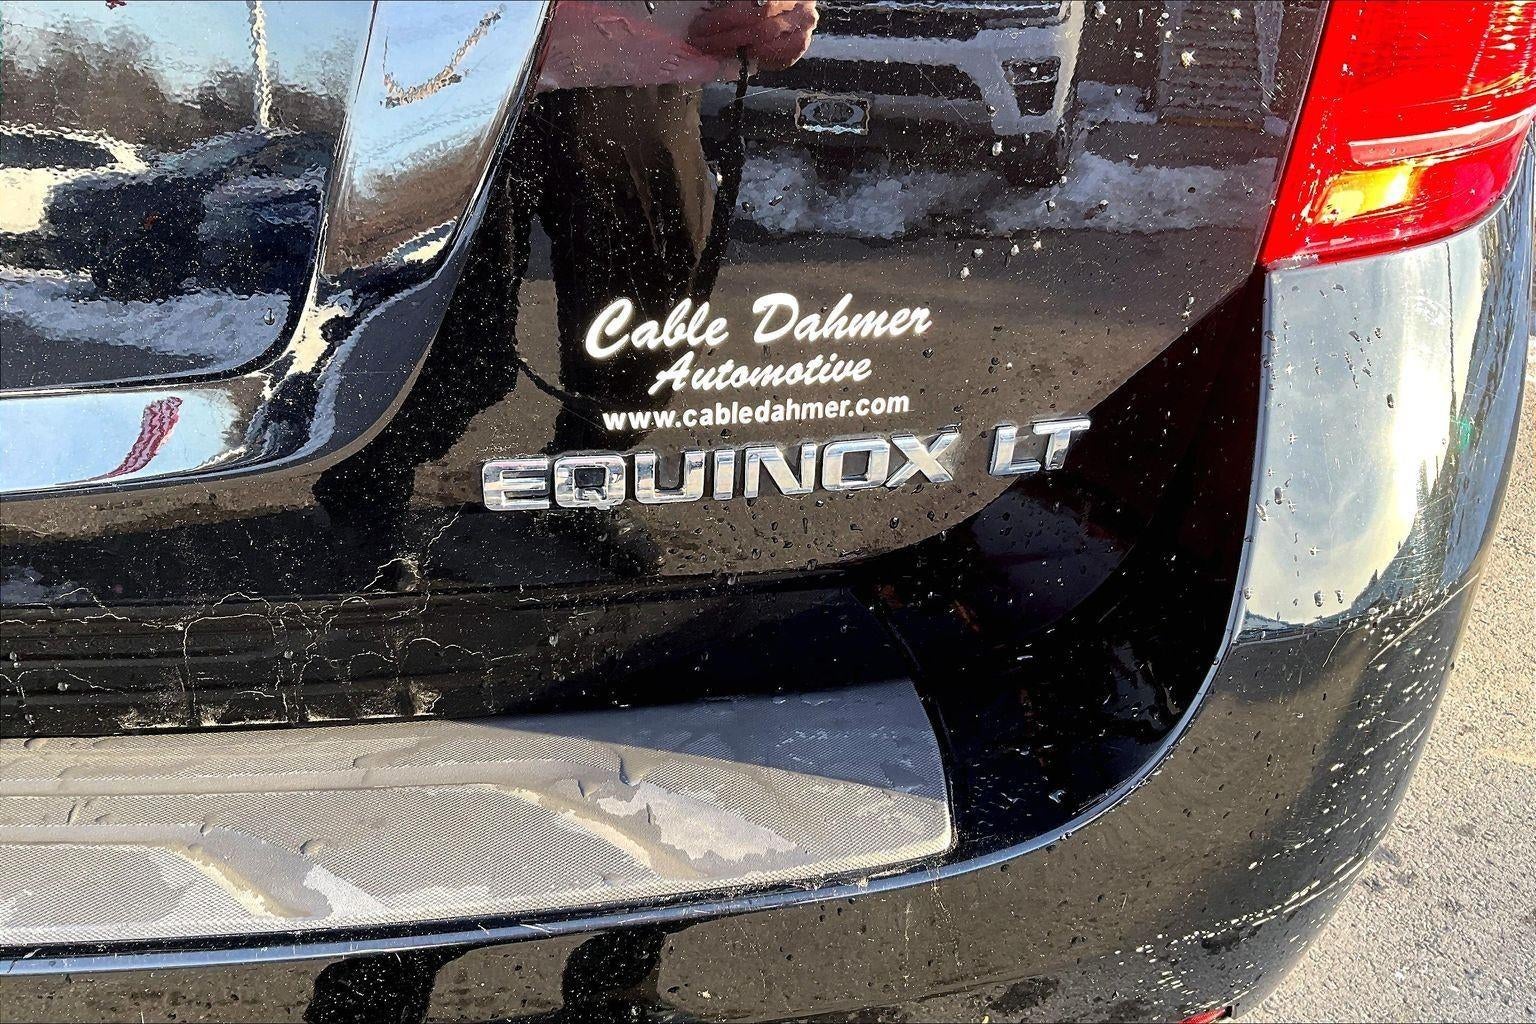 Cable Dahmer
Automotive
www.cabledahmer.com
EQUINOX LT